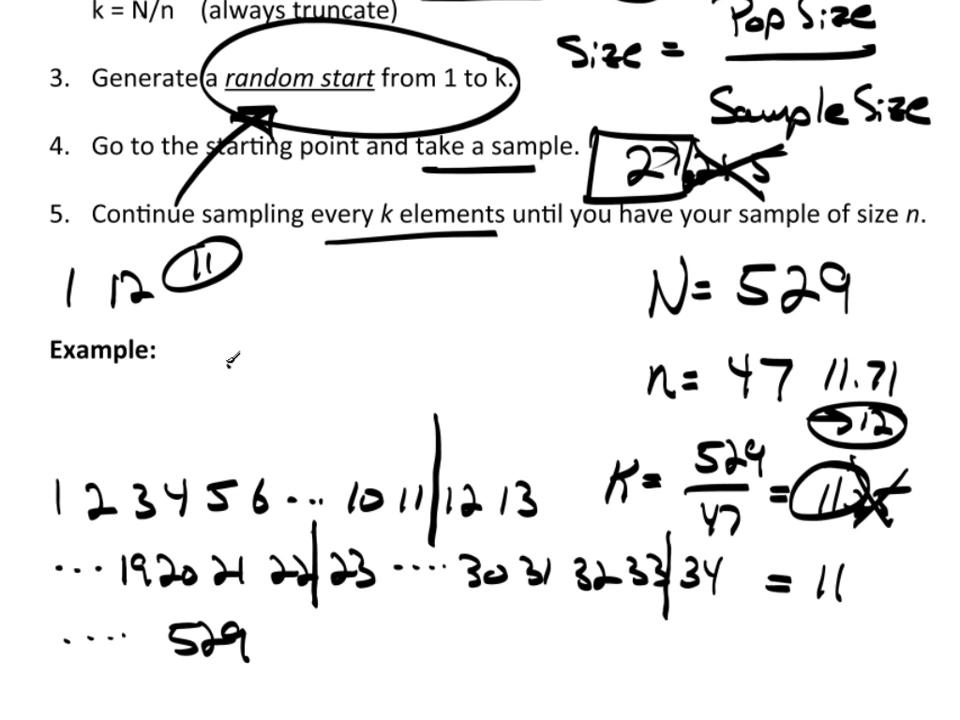 k = N/n (always truncate)
Size = Pop Size
Sample Size
3. Generate a random start from 1 to k.
4. Go to the starting point and take a sample.
5. Continue sampling every k elements until you have your sample of size n.
1 12 11
N = 529
Example:
n = 47 11.71
→ 12
K = 529 / 47 = 11
1 2 3 4 5 6 ... 10 11 | 12 13
... 19 20 21 22 | 23 .... 30 31 32 33 | 34 = 11
.... 529